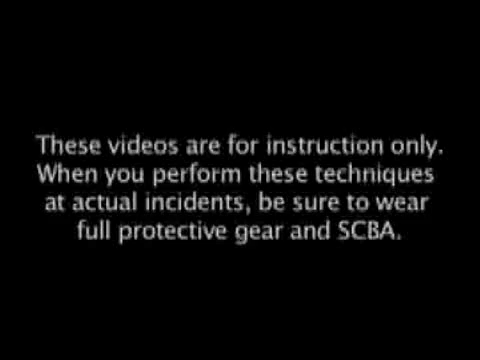 These videos are for instruction only.
When you perform these techniques
at actual incidents, be sure to wear
full protective gear and SCBA.